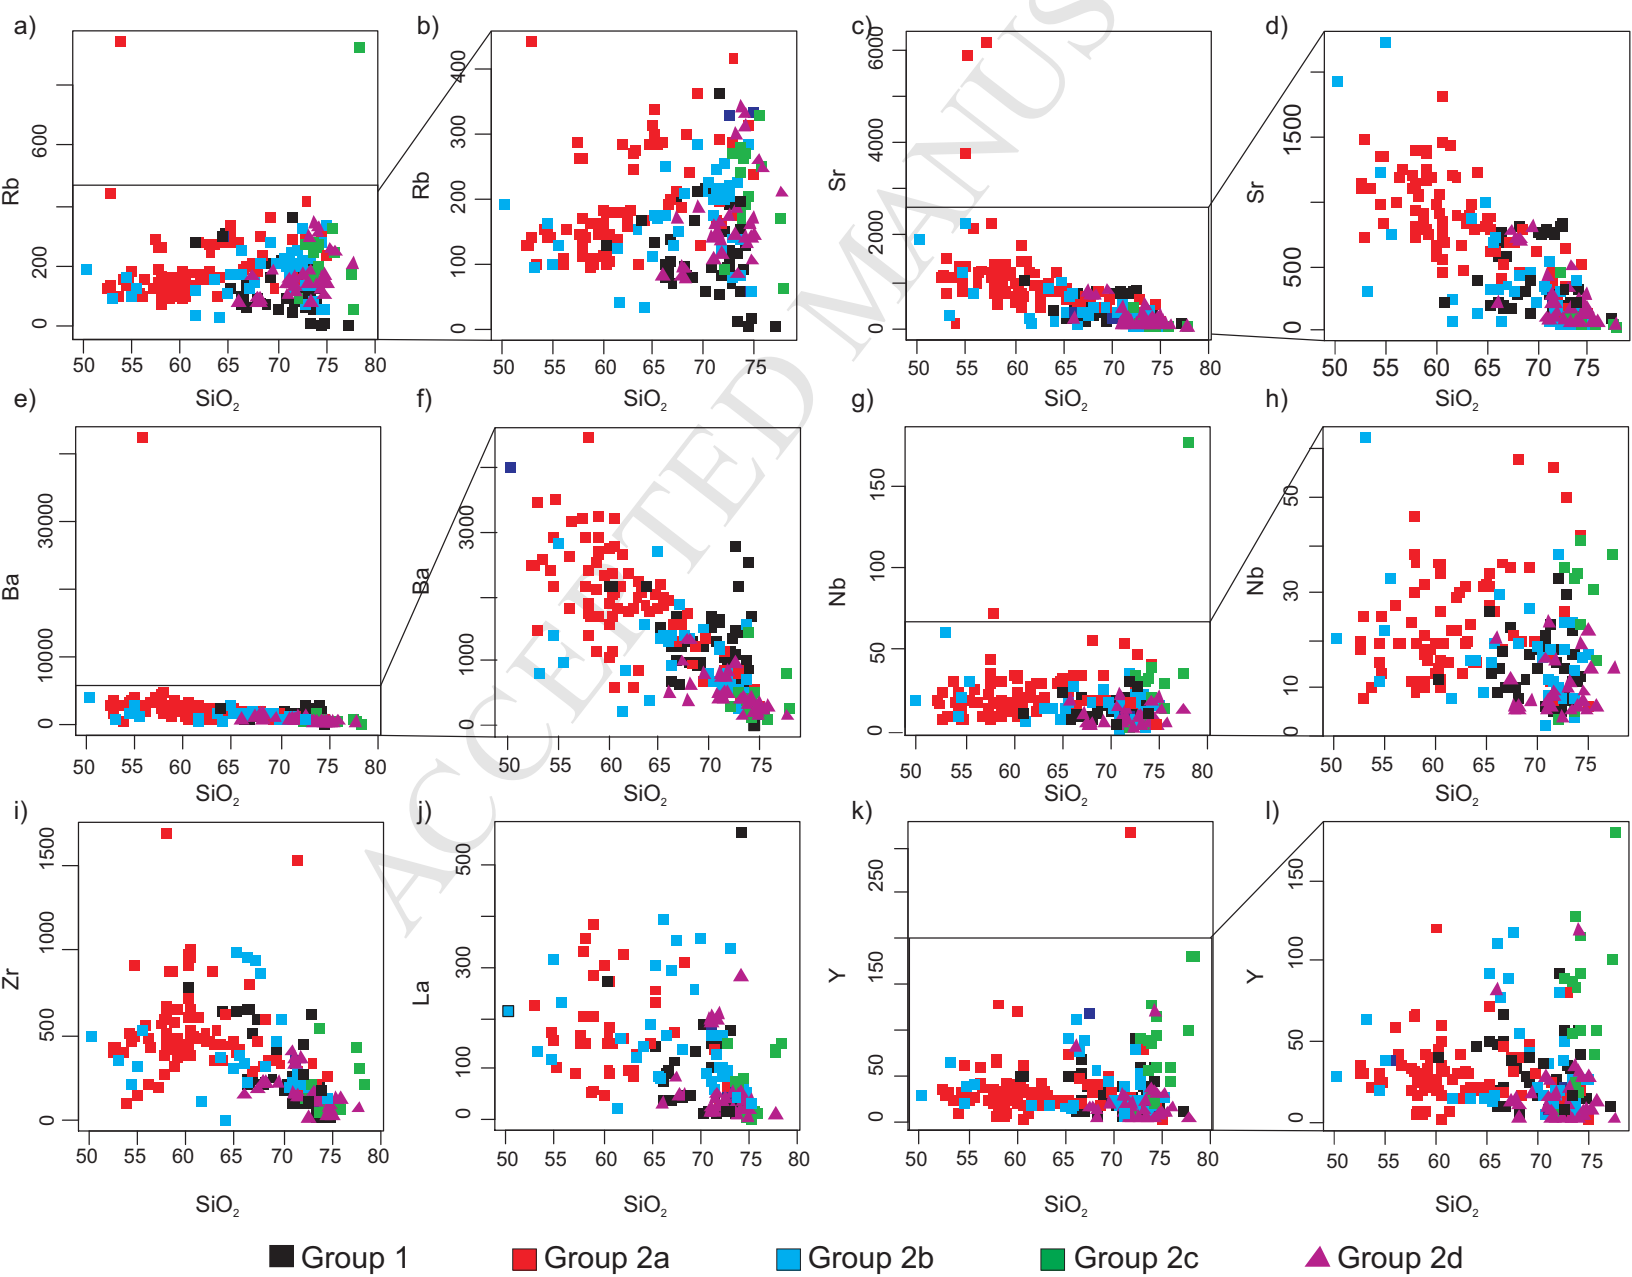 a) b) c) d)
Rb
600
200
0
50 55 60 65 70 75 80
SiO2
Rb
400
300
200
100
0
50 55 60 65 70 75
SiO2
Sr
6000
4000
2000
0
50 55 60 65 70 75 80
SiO2
Sr
1500
500
0
50 55 60 65 70 75
SiO2
e) f) g) h)
Ba
30000
10000
0
50 55 60 65 70 75 80
SiO2
Ba
3000
1000
0
50 55 60 65 70 75
SiO2
Nb
150
100
50
0
50 55 60 65 70 75 80
SiO2
Nb
50
30
10
0
50 55 60 65 70 75
SiO2
i) j) k) l)
Zr
1500
1000
500
0
50 55 60 65 70 75 80
SiO2
La
500
300
100
0
50 55 60 65 70 75 80
SiO2
Y
250
150
50
0
50 55 60 65 70 75 80
SiO2
Y
150
100
50
0
50 55 60 65 70 75
SiO2
Group 1 Group 2a Group 2b Group 2c Group 2d
ACCEPTED MANUS